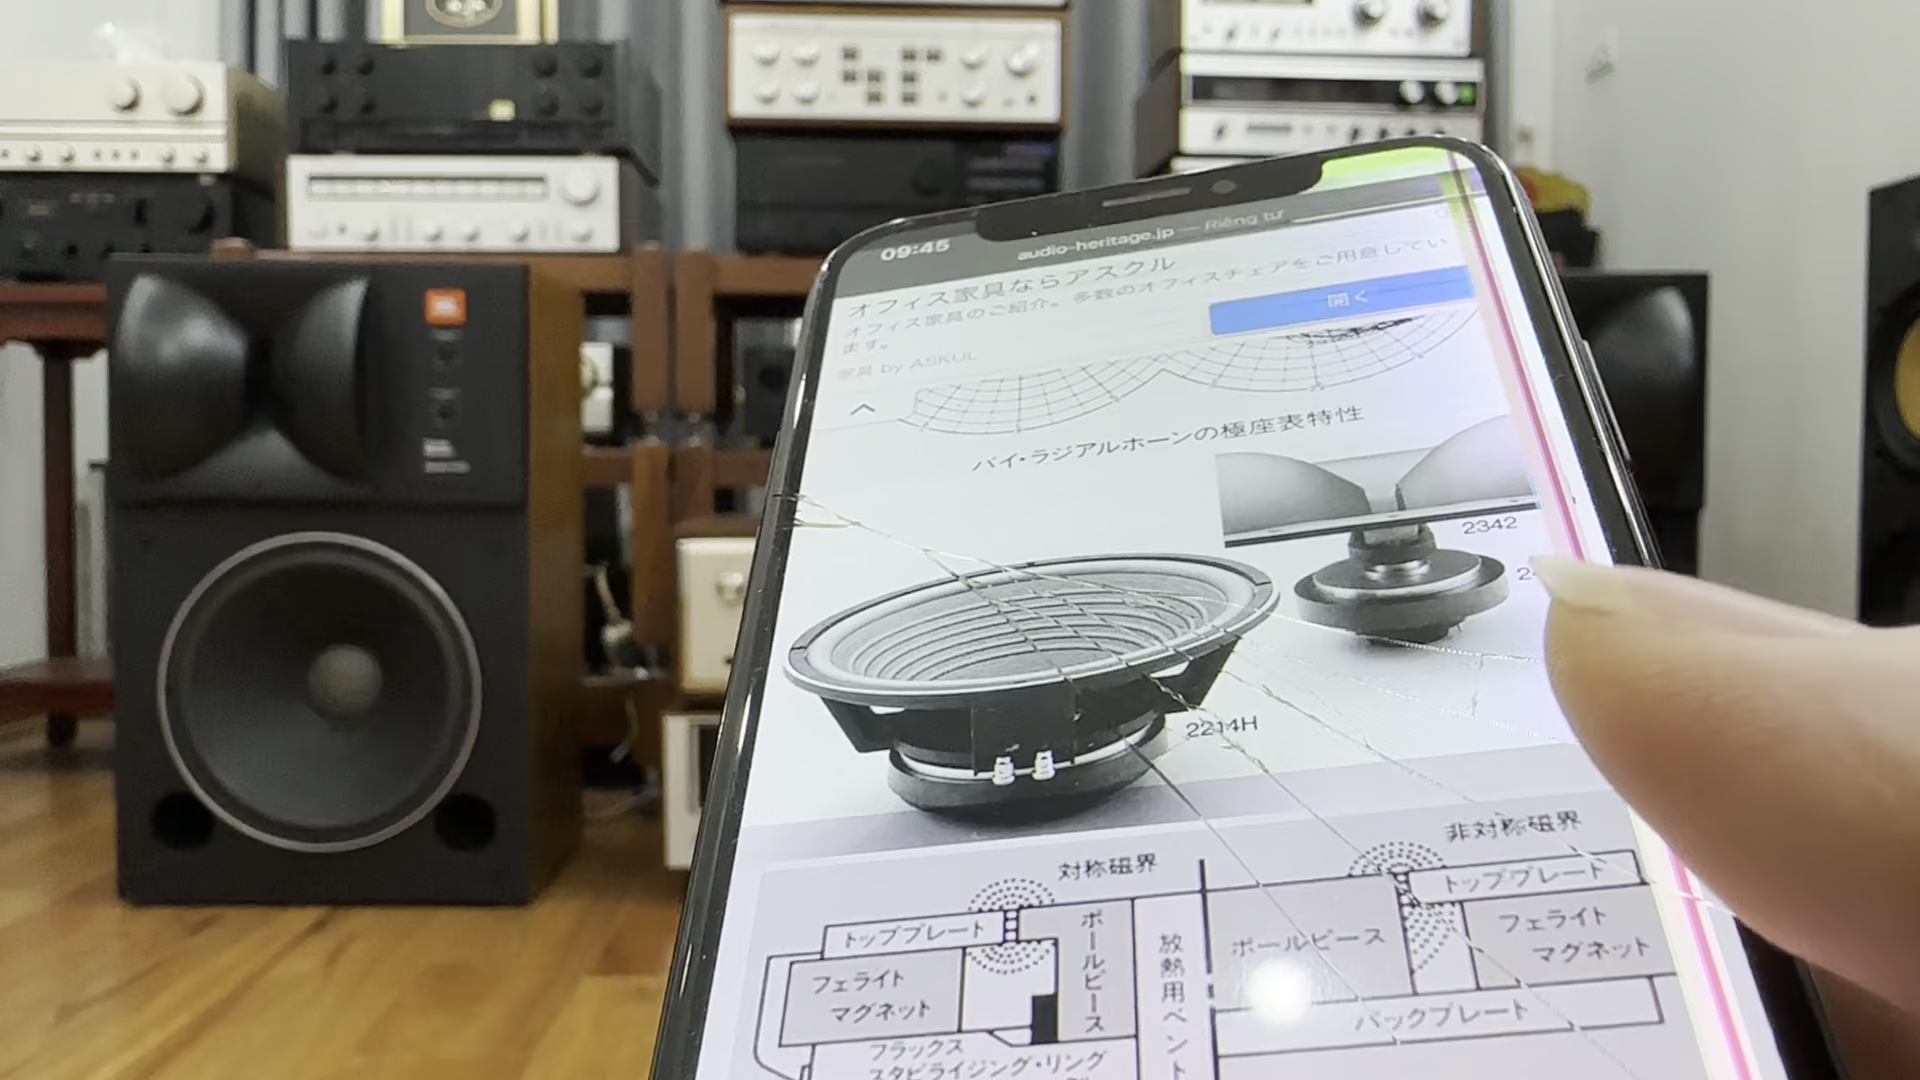 09:45
audio-heritage.jp — Riêng tư
オフィス家具ならアスクル
オフィス家具のご紹介。多数のオフィスチェアをご用意してい
ます。
開く
家具 by ASKUL
バイ・ラジアルホーンの極座表特性
2342
2214H
対称磁界
非対称磁界
トッププレート
ポールピース
フェライト
マグネット
放熱用ベント
ポールピース
トッププレート
フェライト
マグネット
バックプレート
フラックス
スタビライジング・リング